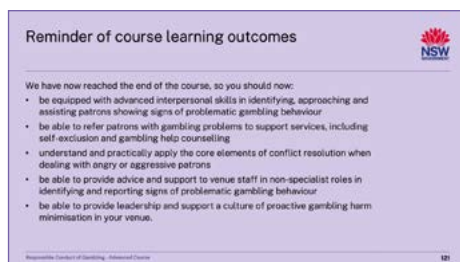 Reminder of course learning outcomes
NSW
GOVERNMENT
We have now reached the end of the course, so you should now:
• be equipped with advanced interpersonal skills in identifying, approaching and
assisting patrons showing signs of problematic gambling behaviour
• be able to refer patrons with gambling problems to support services, including
self-exclusion and gambling help counselling
• understand and practically apply the core elements of conflict resolution when
dealing with angry or aggressive patrons
• be able to provide advice and support to venue staff in non-specialist roles in
identifying and reporting signs of problematic gambling behaviour
• be able to provide leadership and support a culture of proactive gambling harm
minimisation in your venue.
Responsible Conduct of Gambling - Advanced Course
121